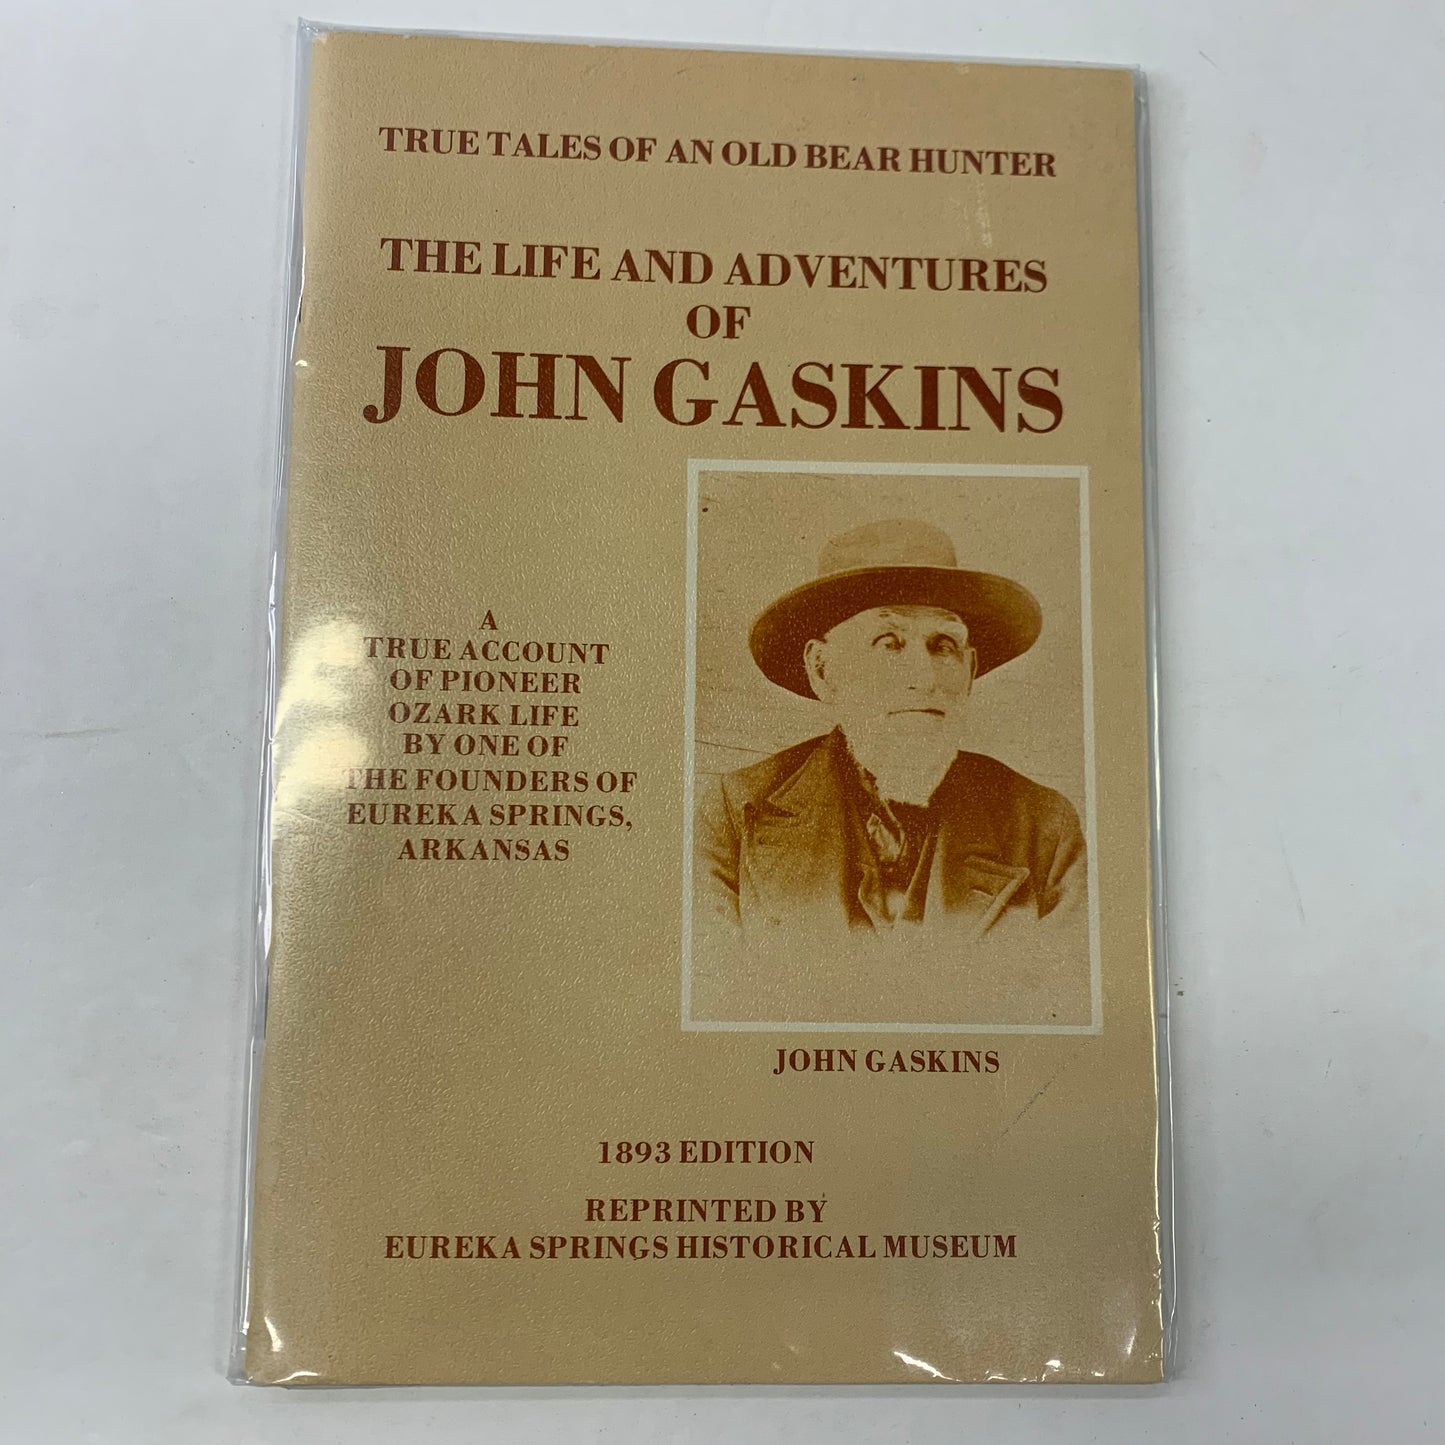 TRUE TALES OF AN OLD BEAR HUNTER
THE LIFE AND ADVENTURES
OF
JOHN GASKINS
A
TRUE ACCOUNT
OF PIONEER
OZARK LIFE
BY ONE OF
THE FOUNDERS OF
EUREKA SPRINGS,
ARKANSAS
JOHN GASKINS
1893 EDITION
REPRINTED BY
EUREKA SPRINGS HISTORICAL MUSEUM